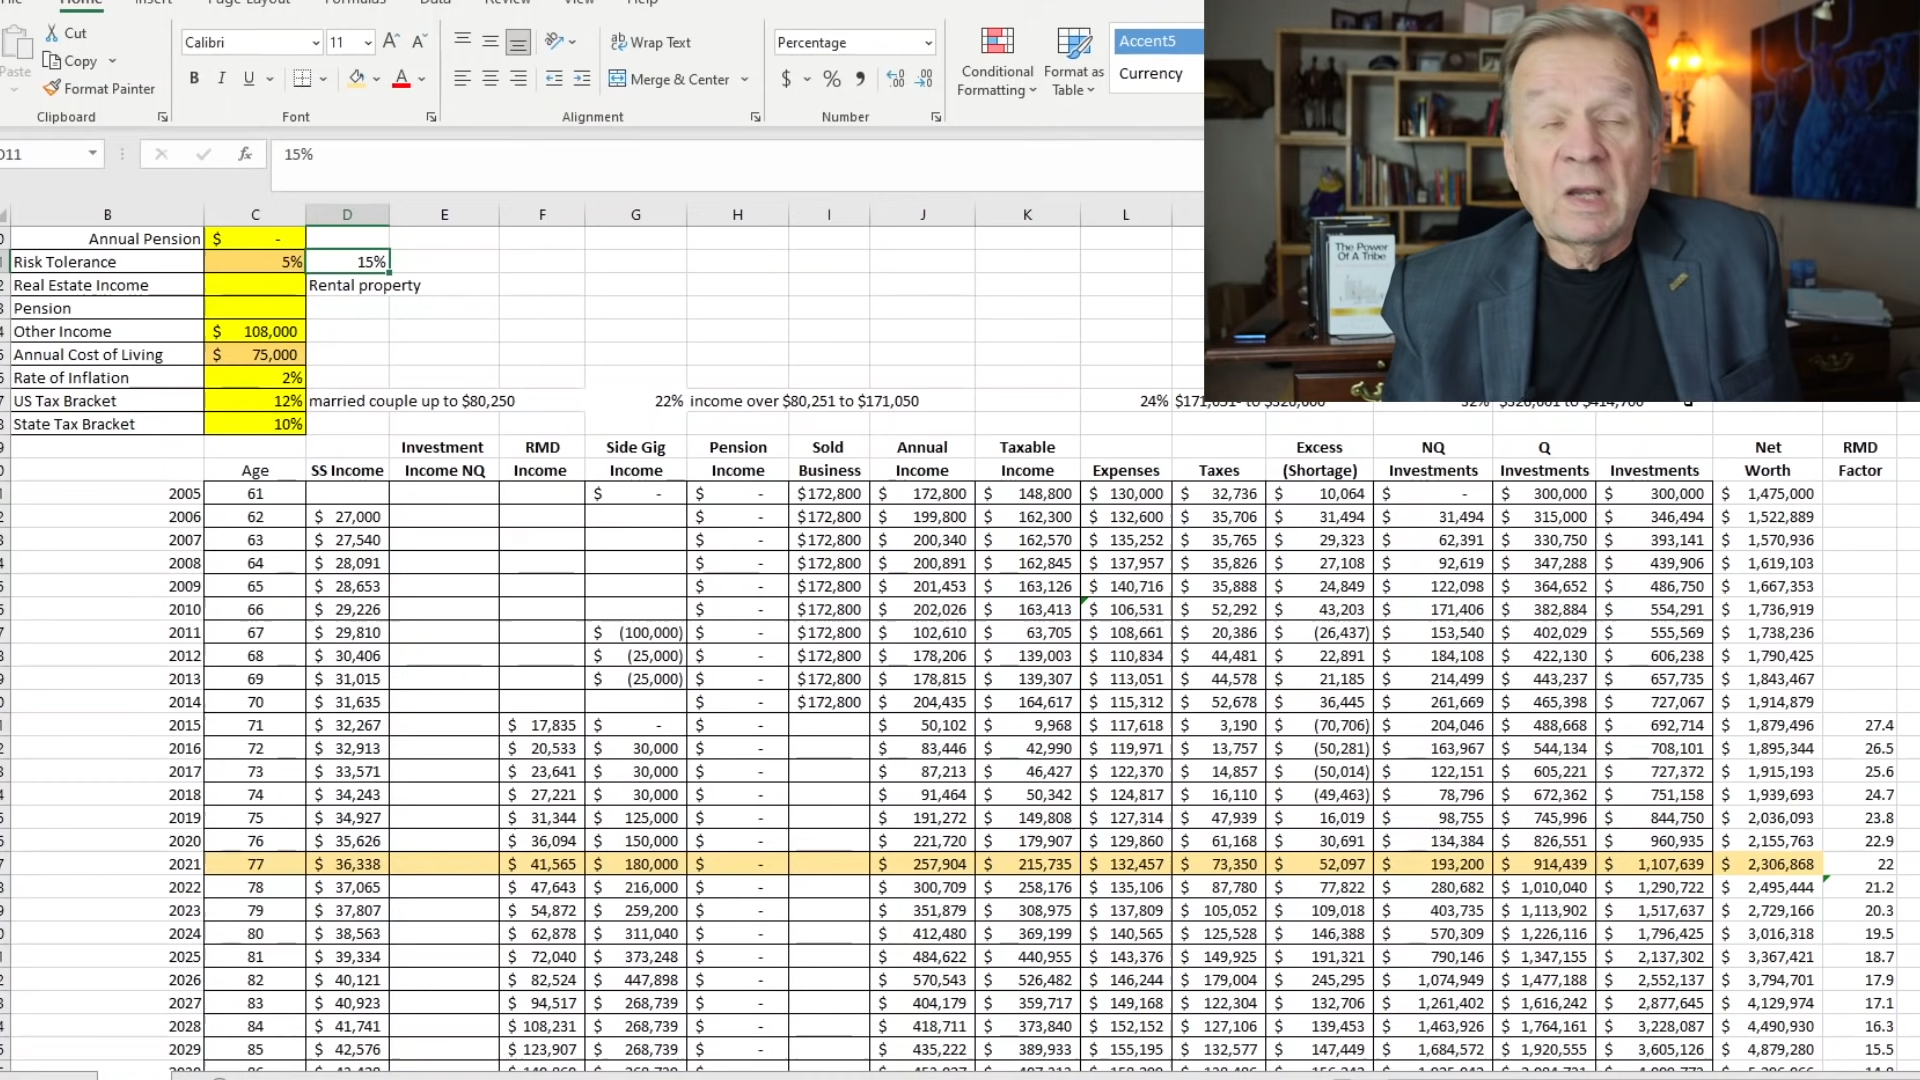 File Home Insert Page Layout Formulas Data Review View Help
Cut
Copy
Format Painter
Paste
Clipboard
Calibri 11
B I U
Font
Wrap Text
Merge & Center
Alignment
Percentage
$ % 9
Number
Conditional Formatting
Format as Table
Accent5
Currency
D11 fx 15%
B C D E F G H I J K L
Annual Pension $ -
Risk Tolerance 5% 15%
Real Estate Income Rental property
Pension
Other Income $ 108,000
Annual Cost of Living $ 75,000
Rate of Inflation 2%
US Tax Bracket 12% married couple up to $80,250 22% income over $80,251 to $171,050 24%
State Tax Bracket 10%
Investment RMD Side Gig Pension Sold Annual Taxable Excess NQ Q Net RMD
Age SS Income Income NQ Income Income Income Business Income Income Expenses Taxes (Shortage) Investments Investments Investments Worth Factor
2005 61 $ - $ - $172,800 $ 172,800 $ 148,800 $ 130,000 $ 32,736 $ 10,064 $ - $ 300,000 $ 300,000 $ 1,475,000
2006 62 $ 27,000 $ - $172,800 $ 199,800 $ 162,300 $ 132,600 $ 35,706 $ 31,494 $ 31,494 $ 315,000 $ 346,494 $ 1,522,889
2007 63 $ 27,540 $ - $172,800 $ 200,340 $ 162,570 $ 135,252 $ 35,765 $ 29,323 $ 62,391 $ 330,750 $ 393,141 $ 1,570,936
2008 64 $ 28,091 $ - $172,800 $ 200,891 $ 162,845 $ 137,957 $ 35,826 $ 27,108 $ 92,619 $ 347,288 $ 439,906 $ 1,619,103
2009 65 $ 28,653 $ - $172,800 $ 201,453 $ 163,126 $ 140,716 $ 35,888 $ 24,849 $ 122,098 $ 364,652 $ 486,750 $ 1,667,353
2010 66 $ 29,226 $ - $172,800 $ 202,026 $ 163,413 $ 106,531 $ 52,292 $ 43,203 $ 171,406 $ 382,884 $ 554,291 $ 1,736,919
2011 67 $ 29,810 $ (100,000) $ - $172,800 $ 102,610 $ 63,705 $ 108,661 $ 20,386 $ (26,437) $ 153,540 $ 402,029 $ 555,569 $ 1,738,236
2012 68 $ 30,406 $ (25,000) $ - $172,800 $ 178,206 $ 139,003 $ 110,834 $ 44,481 $ 22,891 $ 184,108 $ 422,130 $ 606,238 $ 1,790,425
2013 69 $ 31,015 $ (25,000) $ - $172,800 $ 178,815 $ 139,307 $ 113,051 $ 44,578 $ 21,185 $ 214,499 $ 443,237 $ 657,735 $ 1,843,467
2014 70 $ 31,635 $ - $172,800 $ 204,435 $ 164,617 $ 115,312 $ 52,678 $ 36,445 $ 261,669 $ 465,398 $ 727,067 $ 1,914,879
2015 71 $ 32,267 $ 17,835 $ - $ - $ 50,102 $ 9,968 $ 117,618 $ 3,190 $ (70,706) $ 204,046 $ 488,668 $ 692,714 $ 1,879,496 27.4
2016 72 $ 32,913 $ 20,533 $ 30,000 $ - $ 83,446 $ 42,990 $ 119,971 $ 13,757 $ (50,281) $ 163,967 $ 544,134 $ 708,101 $ 1,895,344 26.5
2017 73 $ 33,571 $ 23,641 $ 30,000 $ - $ 87,213 $ 46,427 $ 122,370 $ 14,857 $ (50,014) $ 122,151 $ 605,221 $ 727,372 $ 1,915,193 25.6
2018 74 $ 34,243 $ 27,221 $ 30,000 $ - $ 91,464 $ 50,342 $ 124,817 $ 16,110 $ (49,463) $ 78,796 $ 672,362 $ 751,158 $ 1,939,693 24.7
2019 75 $ 34,927 $ 31,344 $ 125,000 $ - $ 191,272 $ 149,808 $ 127,314 $ 47,939 $ 16,019 $ 98,755 $ 745,996 $ 844,750 $ 2,036,093 23.8
2020 76 $ 35,626 $ 36,094 $ 150,000 $ - $ 221,720 $ 179,907 $ 129,860 $ 61,168 $ 30,691 $ 134,384 $ 826,551 $ 960,935 $ 2,155,763 22.9
2021 77 $ 36,338 $ 41,565 $ 180,000 $ - $ 257,904 $ 215,735 $ 132,457 $ 73,350 $ 52,097 $ 193,200 $ 914,439 $ 1,107,639 $ 2,306,868 22
2022 78 $ 37,065 $ 47,643 $ 216,000 $ - $ 300,709 $ 258,176 $ 135,106 $ 87,780 $ 77,822 $ 280,682 $ 1,010,040 $ 1,290,722 $ 2,495,444 21.2
2023 79 $ 37,807 $ 54,872 $ 259,200 $ - $ 351,879 $ 308,975 $ 137,809 $ 105,052 $ 109,018 $ 403,735 $ 1,113,902 $ 1,517,637 $ 2,729,166 20.3
2024 80 $ 38,563 $ 62,878 $ 311,040 $ - $ 412,480 $ 369,199 $ 140,565 $ 125,528 $ 146,388 $ 570,309 $ 1,226,116 $ 1,796,425 $ 3,016,318 19.5
2025 81 $ 39,334 $ 72,040 $ 373,248 $ - $ 484,622 $ 440,955 $ 143,376 $ 149,925 $ 191,321 $ 790,146 $ 1,347,155 $ 2,137,302 $ 3,367,421 18.7
2026 82 $ 40,121 $ 82,524 $ 447,898 $ - $ 570,543 $ 526,482 $ 146,244 $ 179,004 $ 245,295 $ 1,074,949 $ 1,477,188 $ 2,552,137 $ 3,794,701 17.9
2027 83 $ 40,923 $ 94,517 $ 268,739 $ - $ 404,179 $ 359,717 $ 149,168 $ 122,304 $ 132,706 $ 1,261,402 $ 1,616,242 $ 2,877,645 $ 4,129,974 17.1
2028 84 $ 41,741 $ 108,231 $ 268,739 $ - $ 418,711 $ 373,840 $ 152,152 $ 127,106 $ 139,453 $ 1,463,926 $ 1,764,161 $ 3,228,087 $ 4,490,930 16.3
2029 85 $ 42,576 $ 123,907 $ 268,739 $ - $ 435,222 $ 389,933 $ 155,195 $ 132,577 $ 147,449 $ 1,684,572 $ 1,920,555 $ 3,605,126 $ 4,879,280 15.5
The Power
Of A Tribe